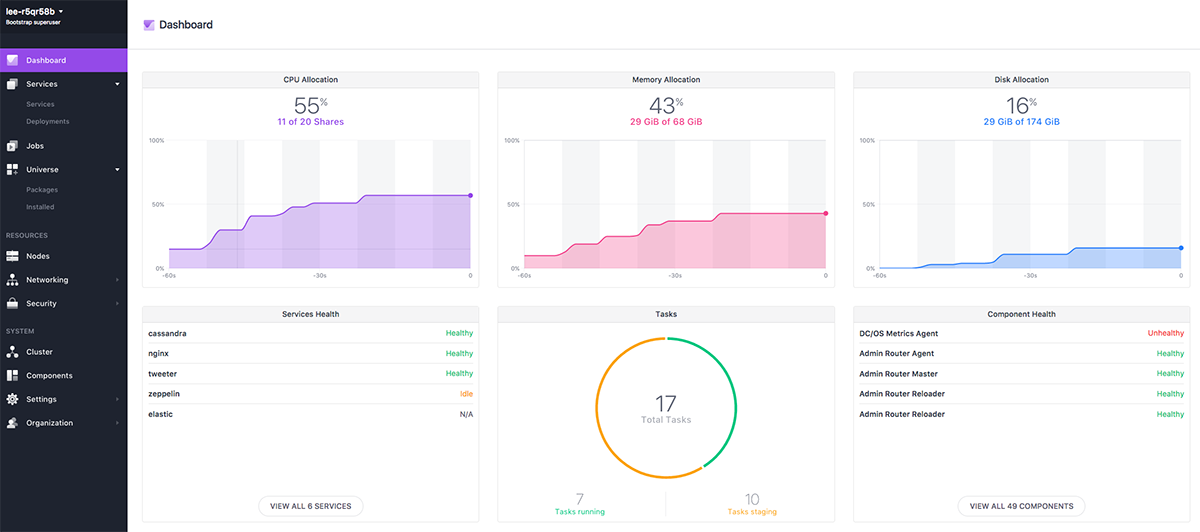 lee-r5qr58b
Bootstrap superuser
Dashboard
Services
Services
Deployments
Jobs
Universe
Packages
Installed
RESOURCES
Nodes
Networking
Security
SYSTEM
Cluster
Components
Settings
Organization
Dashboard
CPU Allocation
55%
11 of 20 Shares
100%
50%
0%
-60s -30s 0
Memory Allocation
43%
29 GiB of 68 GiB
100%
50%
0%
-60s -30s 0
Disk Allocation
16%
29 GiB of 174 GiB
100%
50%
0%
-60s -30s 0
Services Health
cassandra Healthy
nginx Healthy
tweeter Healthy
zeppelin Idle
elastic N/A
VIEW ALL 6 SERVICES
Tasks
17
Total Tasks
7 10
Tasks running Tasks staging
Component Health
DC/OS Metrics Agent Unhealthy
Admin Router Agent Healthy
Admin Router Master Healthy
Admin Router Reloader Healthy
Admin Router Reloader Healthy
VIEW ALL 49 COMPONENTS